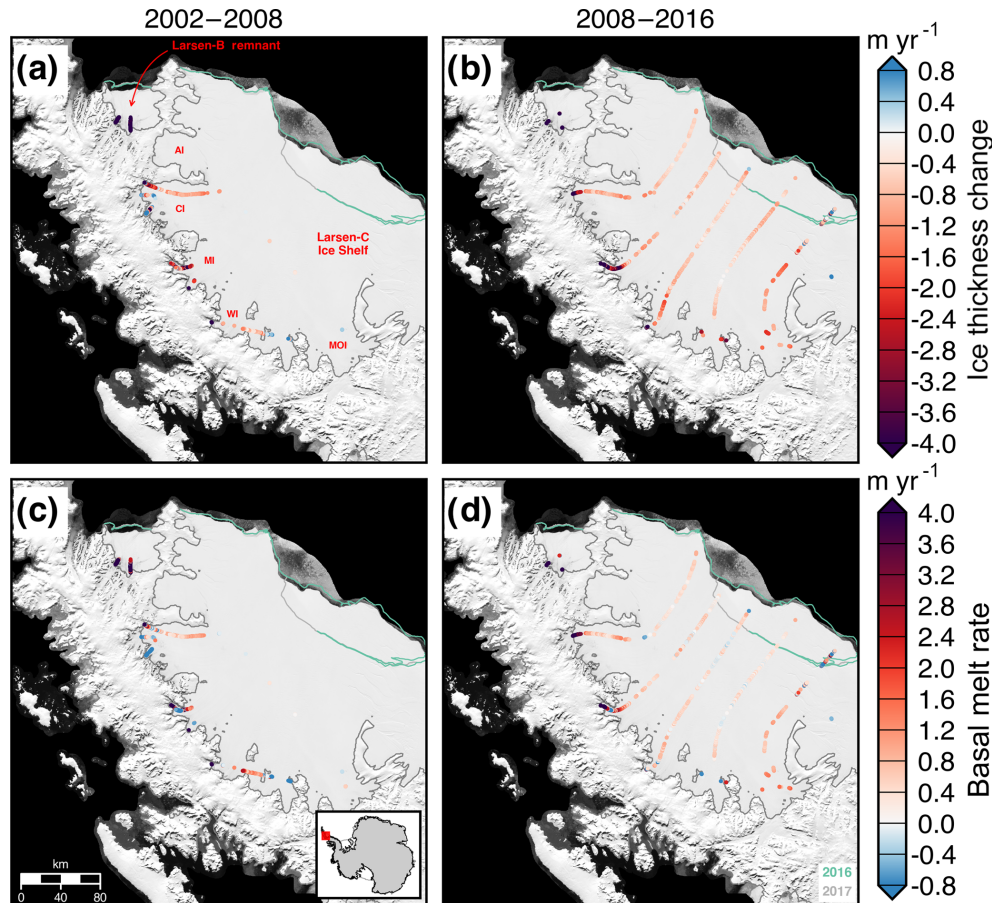 2002−2008
2008−2016
(a)
Larsen-B remnant
AI
CI
MI
WI
MOI
Larsen-C
Ice Shelf
(b)
m yr⁻¹
0.8
0.4
0.0
-0.4
-0.8
-1.2
-1.6
-2.0
-2.4
-2.8
-3.2
-3.6
-4.0
Ice thickness change
(c)
km
0 40 80
(d)
2016
2017
m yr⁻¹
4.0
3.6
3.2
2.8
2.4
2.0
1.6
1.2
0.8
0.4
0.0
-0.4
-0.8
Basal melt rate